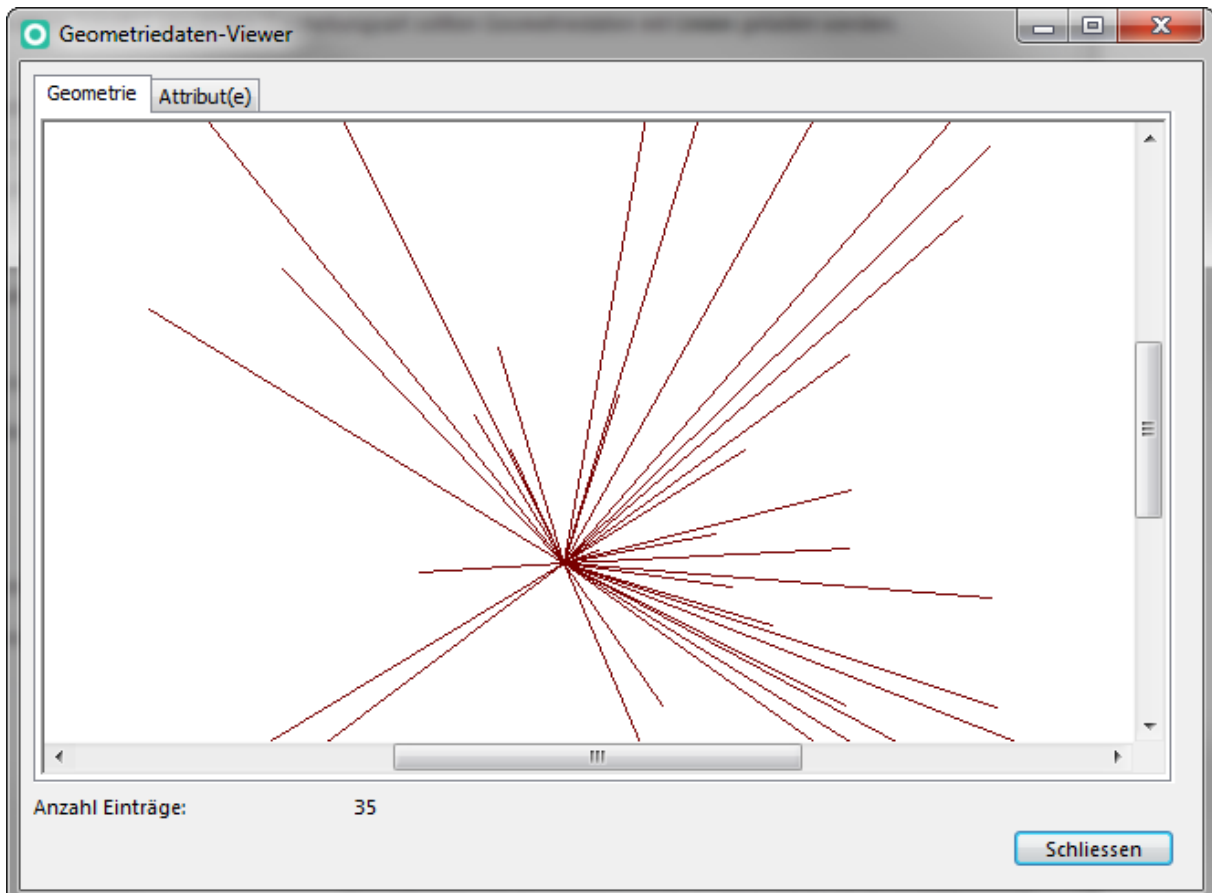 Geometriedaten-Viewer
Geometrie
Attribut(e)
Anzahl Einträge: 35
Schliessen